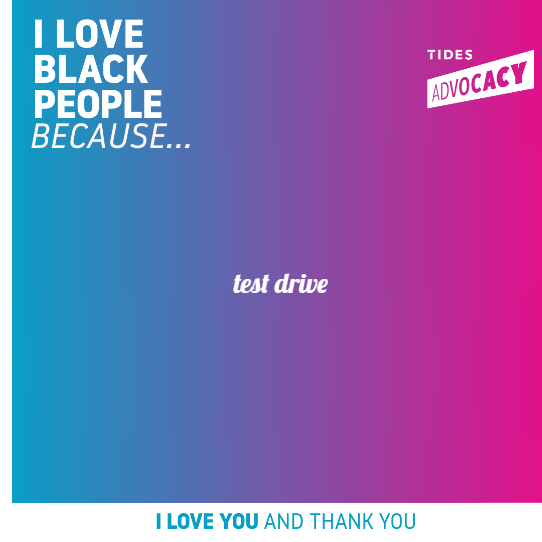 I LOVE
BLACK
PEOPLE
BECAUSE...
TIDES
ADVOCACY
test drive
I LOVE YOU AND THANK YOU